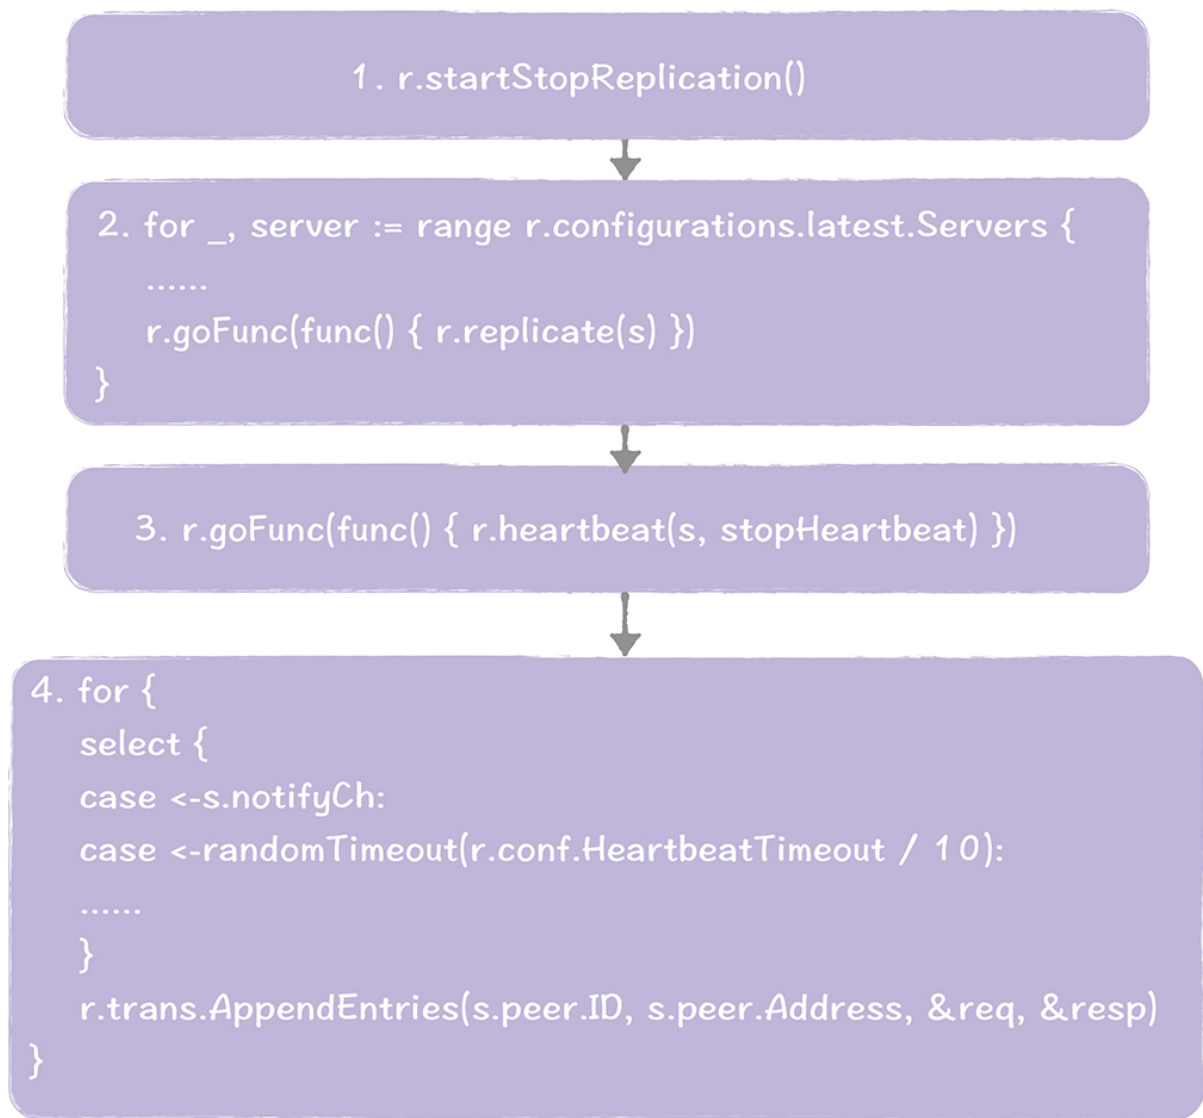 1. r.startStopReplication()
2. for _, server := range r.configurations.latest.Servers {
......
r.goFunc(func() { r.replicate(s) })
}
3. r.goFunc(func() { r.heartbeat(s, stopHeartbeat) })
4. for {
select {
case <-s.notifyCh:
case <-randomTimeout(r.conf.HeartbeatTimeout / 10):
......
}
r.trans.AppendEntries(s.peer.ID, s.peer.Address, &req, &resp)
}